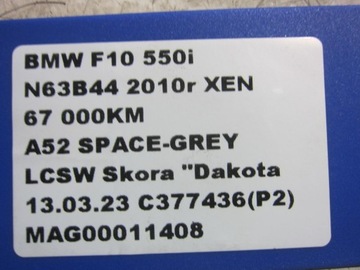 BMW F10 550i
N63B44 2010r XEN
67 000KM
A52 SPACE-GREY
LCSW Skora "Dakota
13.03.23 C377436(P2)
MAG00011408